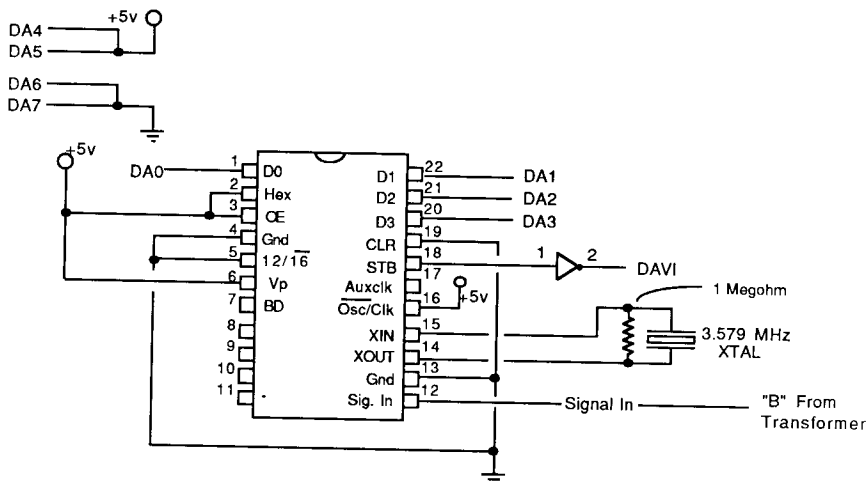 +5v
DA4
DA5
DA6
DA7
+5v
DA0
1 D0
2 Hex
3 OE
4 Gnd
5 12/16
6 Vp
7 BD
8
9
10
11
D1 22 DA1
D2 21 DA2
D3 20 DA3
CLR 19
STB 18
Auxclk 17
Osc/Clk 16 +5v
XIN 15
XOUT 14
Gnd 13
Sig. In 12
1 2 DAVI
1 Megohm
3.579 MHz
XTAL
Signal In
"B" From
Transformer